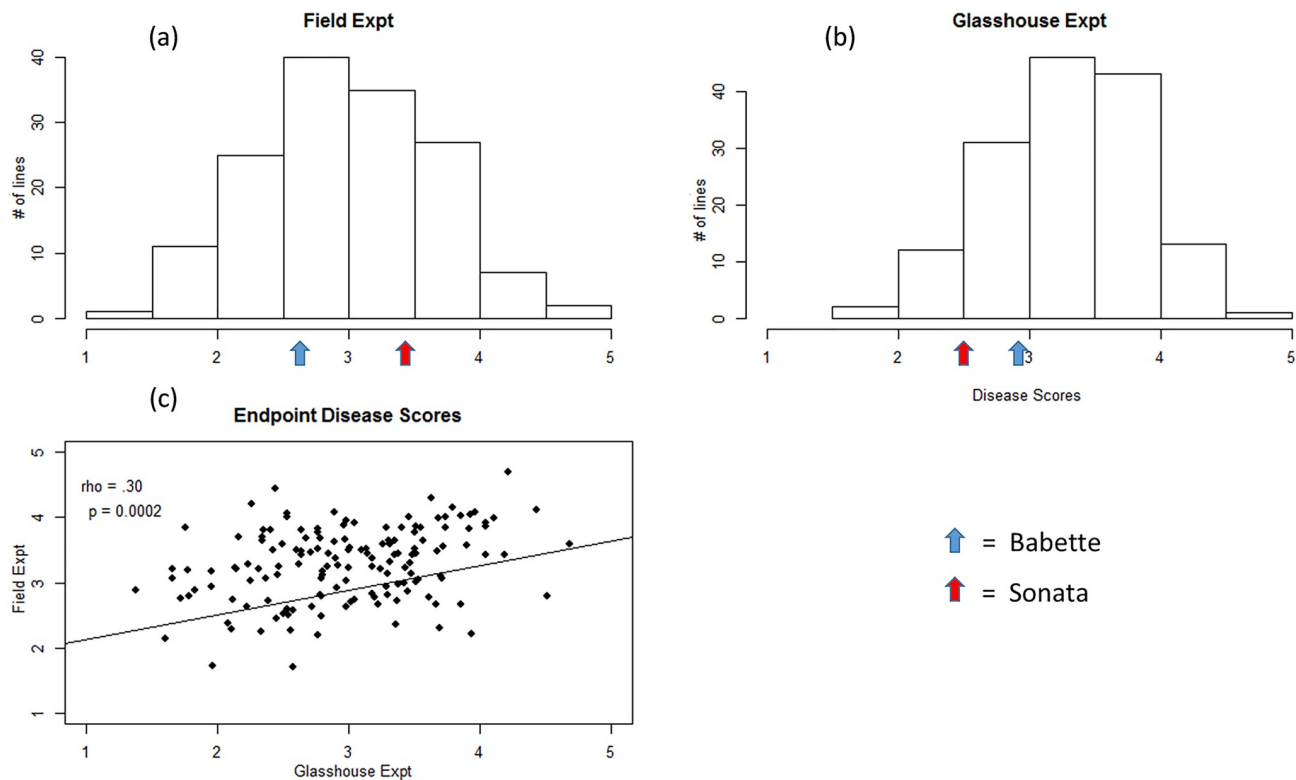 (a)
Field Expt
# of lines
0 10 20 30 40
1 2 3 4 5
(b)
Glasshouse Expt
# of lines
0 10 20 30 40
1 2 3 4 5
Disease Scores
(c)
Endpoint Disease Scores
rho = .30
p = 0.0002
Field Expt
1 2 3 4 5
1 2 3 4 5
Glasshouse Expt
= Babette
= Sonata